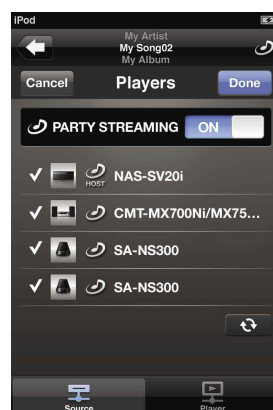 iPod
My Artist
My Song02
My Album
Cancel Players Done
PARTY STREAMING ON
HOST NAS-SV20i
CMT-MX700Ni/MX75...
SA-NS300
SA-NS300
Source Player